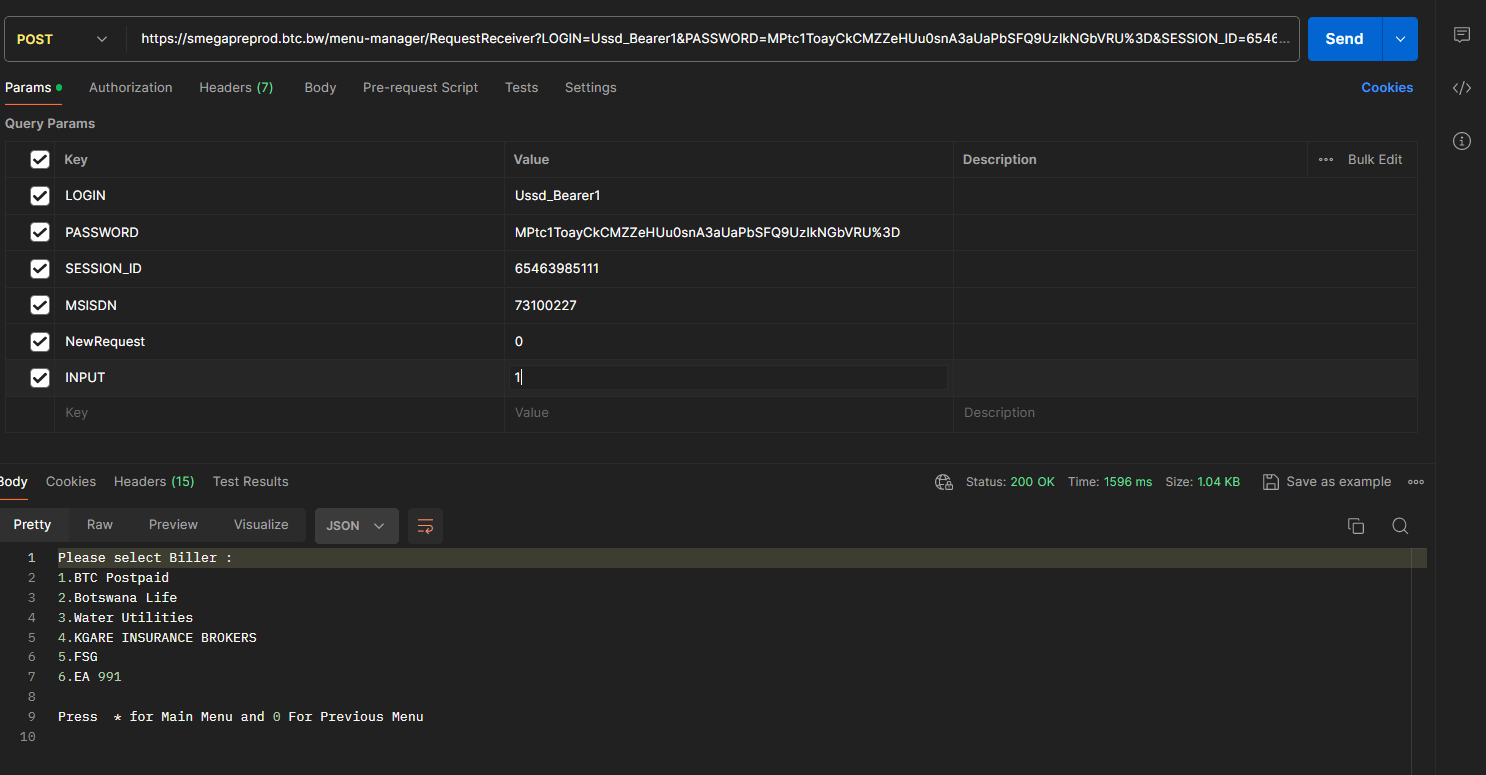 POST
https://smegapreprod.btc.bw/menu-manager/RequestReceiver?LOGIN=Ussd_Bearer1&PASSWORD=MPtc1ToayCkCMZZeHUu0snA3aUaPbSFQ9UzIkNGbVRU%3D&SESSION_ID=6546...
Send
Params Authorization Headers (7) Body Pre-request Script Tests Settings Cookies
Query Params
Key Value Description ••• Bulk Edit
LOGIN Ussd_Bearer1
PASSWORD MPtc1ToayCkCMZZeHUu0snA3aUaPbSFQ9UzIkNGbVRU%3D
SESSION_ID 65463985111
MSISDN 73100227
NewRequest 0
INPUT 1
Key Value Description
Body Cookies Headers (15) Test Results Status: 200 OK Time: 1596 ms Size: 1.04 KB Save as example
Pretty Raw Preview Visualize JSON
1 Please select Biller :
2 1.BTC Postpaid
3 2.Botswana Life
4 3.Water Utilities
5 4.KGARE INSURANCE BROKERS
6 5.FSG
7 6.EA 991
8
9 Press  * for Main Menu and 0 For Previous Menu
10